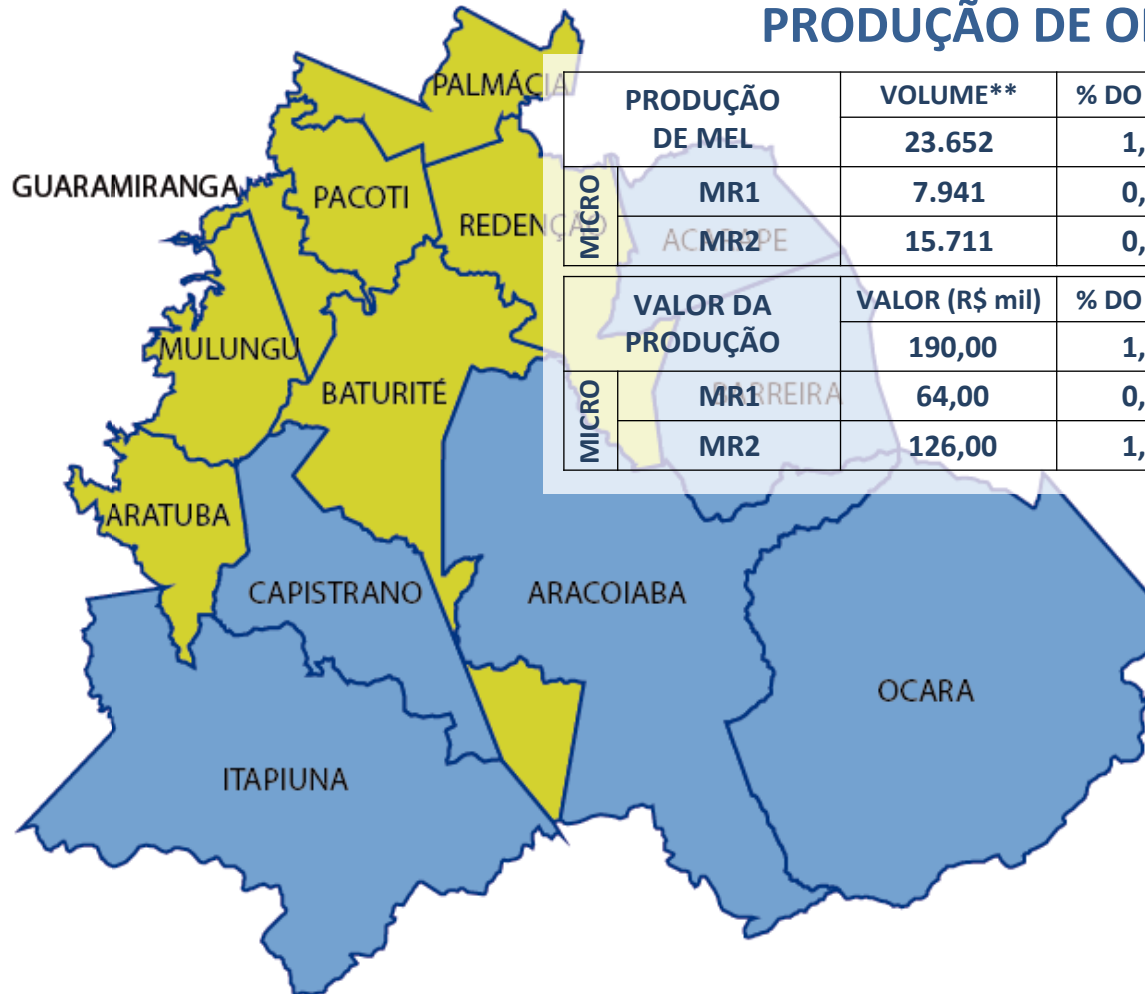 PRODUÇÃO DE
PRODUÇÃO DE MEL VOLUME** % DO
23.652 1,
MICRO MR1 7.941 0,
MR2 15.711 0,
VALOR DA PRODUÇÃO VALOR (R$ mil) % DO
190,00 1,
MICRO MR1 64,00 0,
MR2 126,00 1,
PALMÁCIA
GUARAMIRANGA
PACOTI
REDENÇÃO
ACARAPE
MULUNGU
BATURITÉ
BARREIRA
ARATUBA
CAPISTRANO
ARACOIABA
OCARA
ITAPIUNA